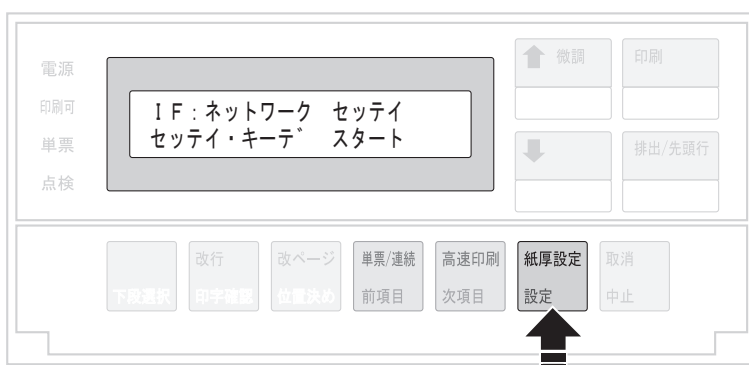 電源
印刷可
単票
点検
ＩＦ：ネットワーク　セッテイ
セッテイ・キーデ゛　スタート
微調
印刷
排出/先頭行
改行
改ページ
単票/連続
高速印刷
紙厚設定
取消
下段選択
印字確認
位置決め
前項目
次項目
設定
中止